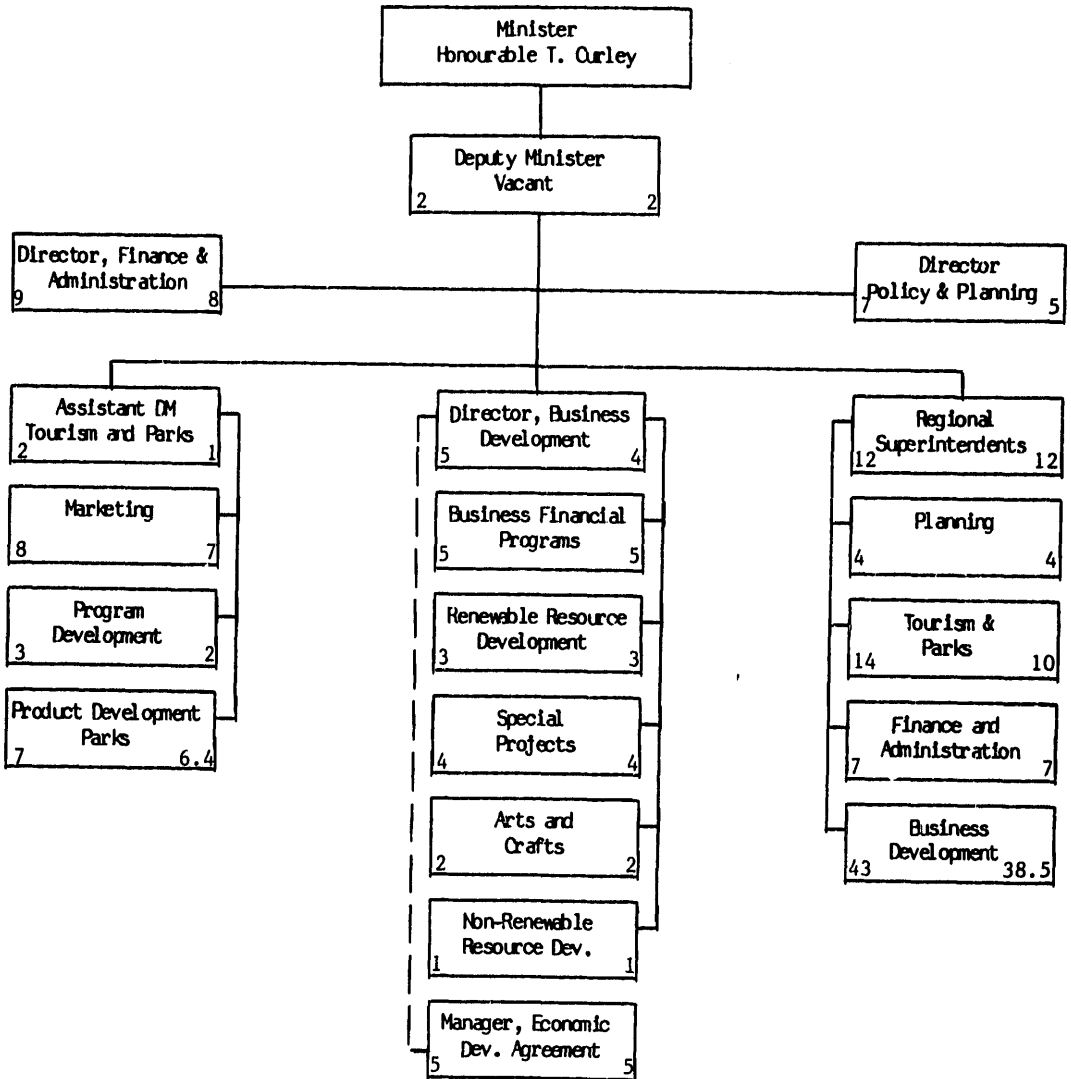 Minister
Honourable T. Curley
Deputy Minister
Vacant
2 2
Director, Finance &
Administration
9 8
Director
Policy & Planning
7 5
Assistant DM
Tourism and Parks
2 1
Marketing
8 7
Program
Development
3 2
Product Development
Parks
7 6.4
Director, Business
Development
5 4
Business Financial
Programs
5 5
Renewable Resource
Development
3 3
Special
Projects
4 4
Arts and
Crafts
2 2
Non-Renewable
Resource Dev.
1 1
Manager, Economic
Dev. Agreement
5 5
Regional
Superintendents
12 12
Planning
4 4
Tourism &
Parks
14 10
Finance and
Administration
7 7
Business
Development
43 38.5